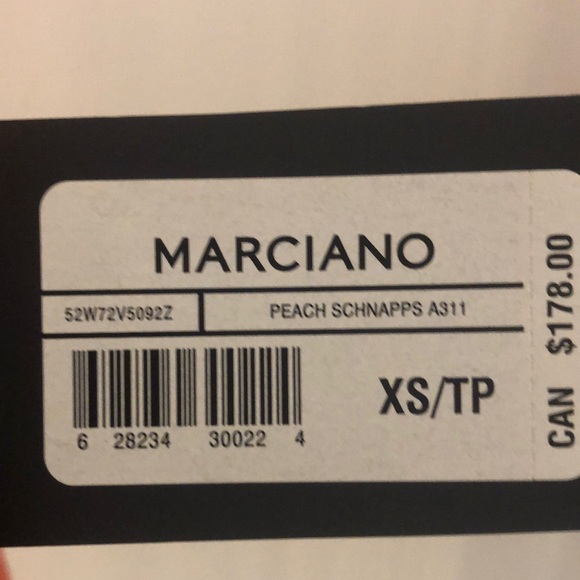 MARCIANO
52W72V5092Z
PEACH SCHNAPPS A311
6 28234 30022 4
XS/TP
CAN $178.00